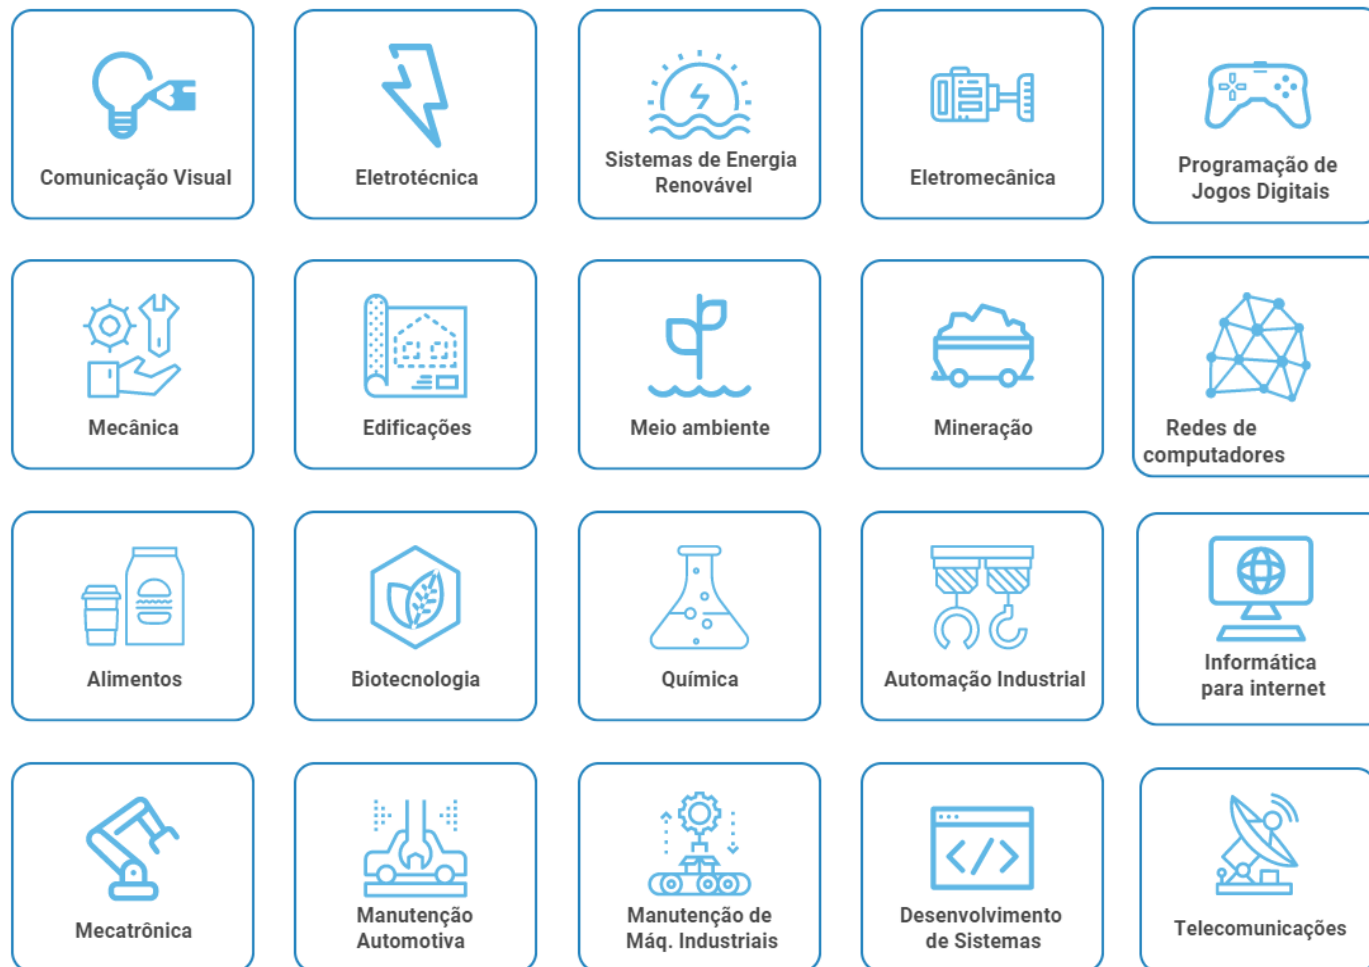 Comunicação Visual
Eletrotécnica
Sistemas de Energia
Renovável
Eletromecânica
Programação de
Jogos Digitais
Mecânica
Edificações
Meio ambiente
Mineração
Redes de
computadores
Alimentos
Biotecnologia
Química
Automação Industrial
Informática
para internet
Mecatrônica
Manutenção
Automotiva
Manutenção de
Máq. Industriais
Desenvolvimento
de Sistemas
Telecomunicações